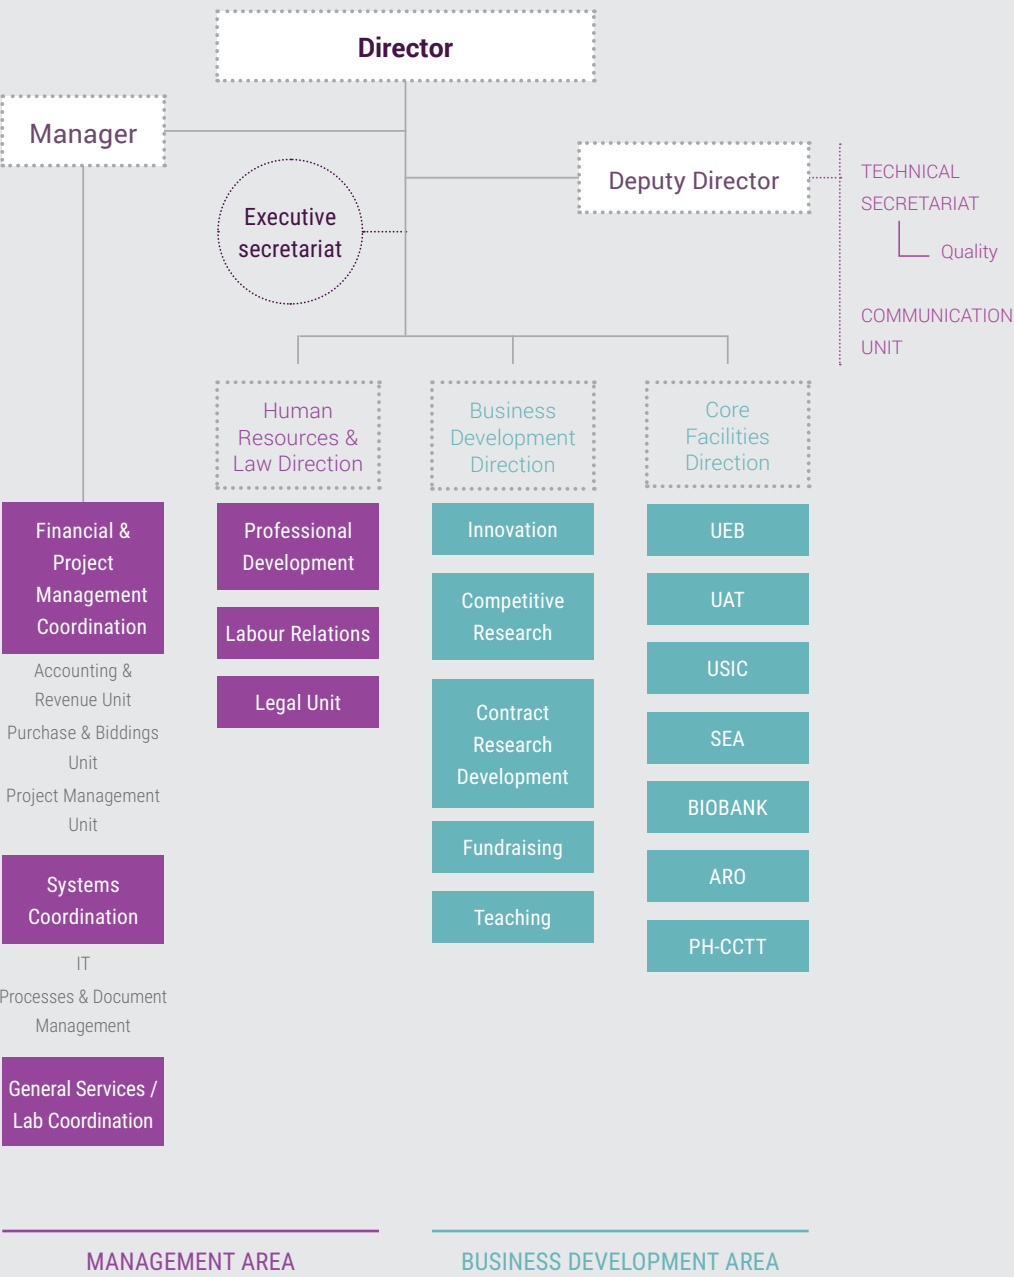 Director
Manager
Deputy Director
Executive
secretariat
TECHNICAL
SECRETARIAT
Quality
COMMUNICATION
UNIT
Human
Resources &
Law Direction
Business
Development
Direction
Core
Facilities
Direction
Financial &
Project
Management
Coordination
Accounting &
Revenue Unit
Purchase & Biddings
Unit
Project Management
Unit
Systems
Coordination
IT
Processes & Document
Management
General Services /
Lab Coordination
Professional
Development
Labour Relations
Legal Unit
Innovation
Competitive
Research
Contract
Research
Development
Fundraising
Teaching
UEB
UAT
USIC
SEA
BIOBANK
ARO
PH-CCTT
MANAGEMENT AREA
BUSINESS DEVELOPMENT AREA